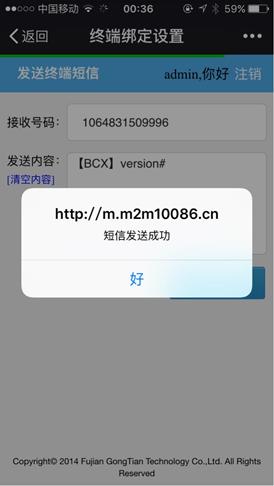 中国移动 00:36 59%
返回 终端绑定设置
发送终端短信 admin,你好 注销
接收号码: 1064831509996
发送内容: 【BCX】version#
[清空内容]
http://m.m2m10086.cn
短信发送成功
好
Copyright© 2014 Fujian GongTian Technology Co.,Ltd. All Rights
Reserved